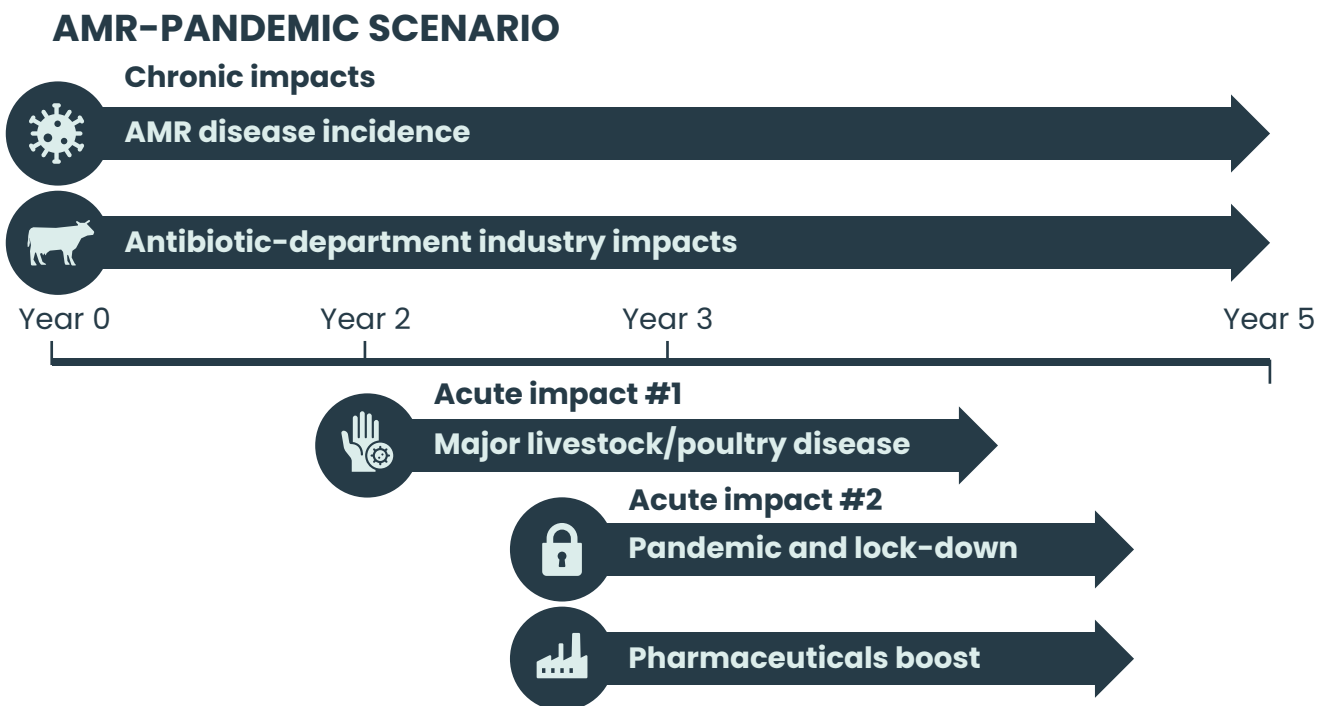 AMR-PANDEMIC SCENARIO
Chronic impacts
AMR disease incidence
Antibiotic-department industry impacts
Year 0 Year 2 Year 3 Year 5
Acute impact #1
Major livestock/poultry disease
Acute impact #2
Pandemic and lock-down
Pharmaceuticals boost